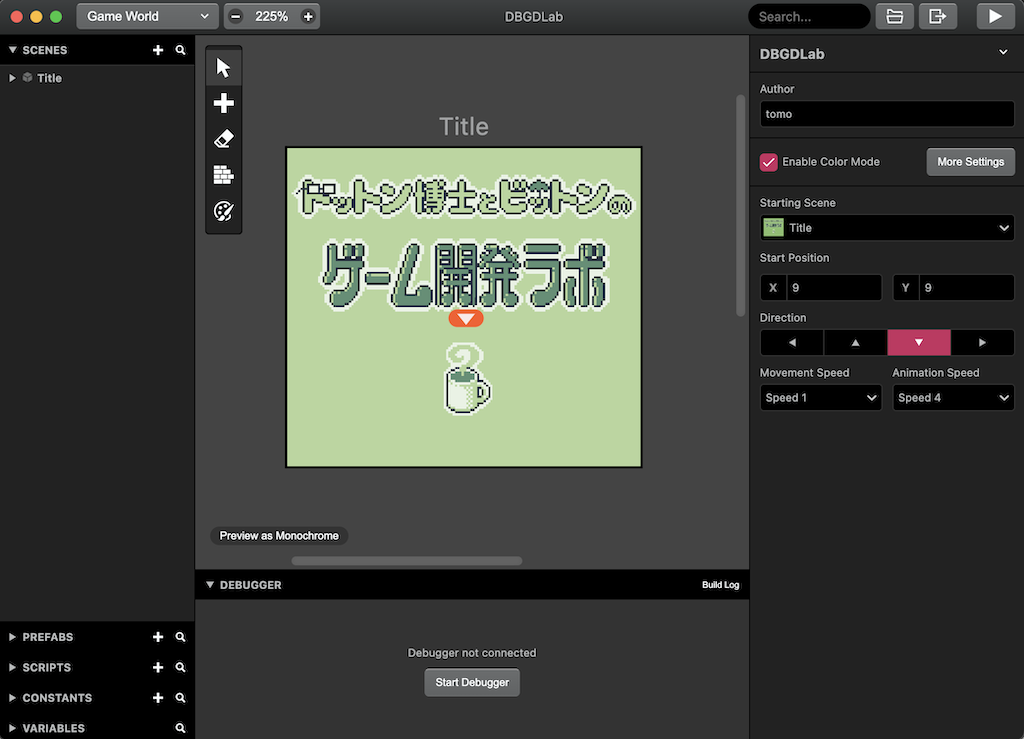 Game World
225%
DBGDLab
Search...
SCENES
Title
Title
ドットン博士とビットンの
ゲーム開発ラボ
Preview as Monochrome
DEBUGGER
Build Log
Debugger not connected
Start Debugger
PREFABS
SCRIPTS
CONSTANTS
VARIABLES
DBGDLab
Author
tomo
Enable Color Mode
More Settings
Starting Scene
Title
Start Position
X 9 Y 9
Direction
Movement Speed Animation Speed
Speed 1 Speed 4